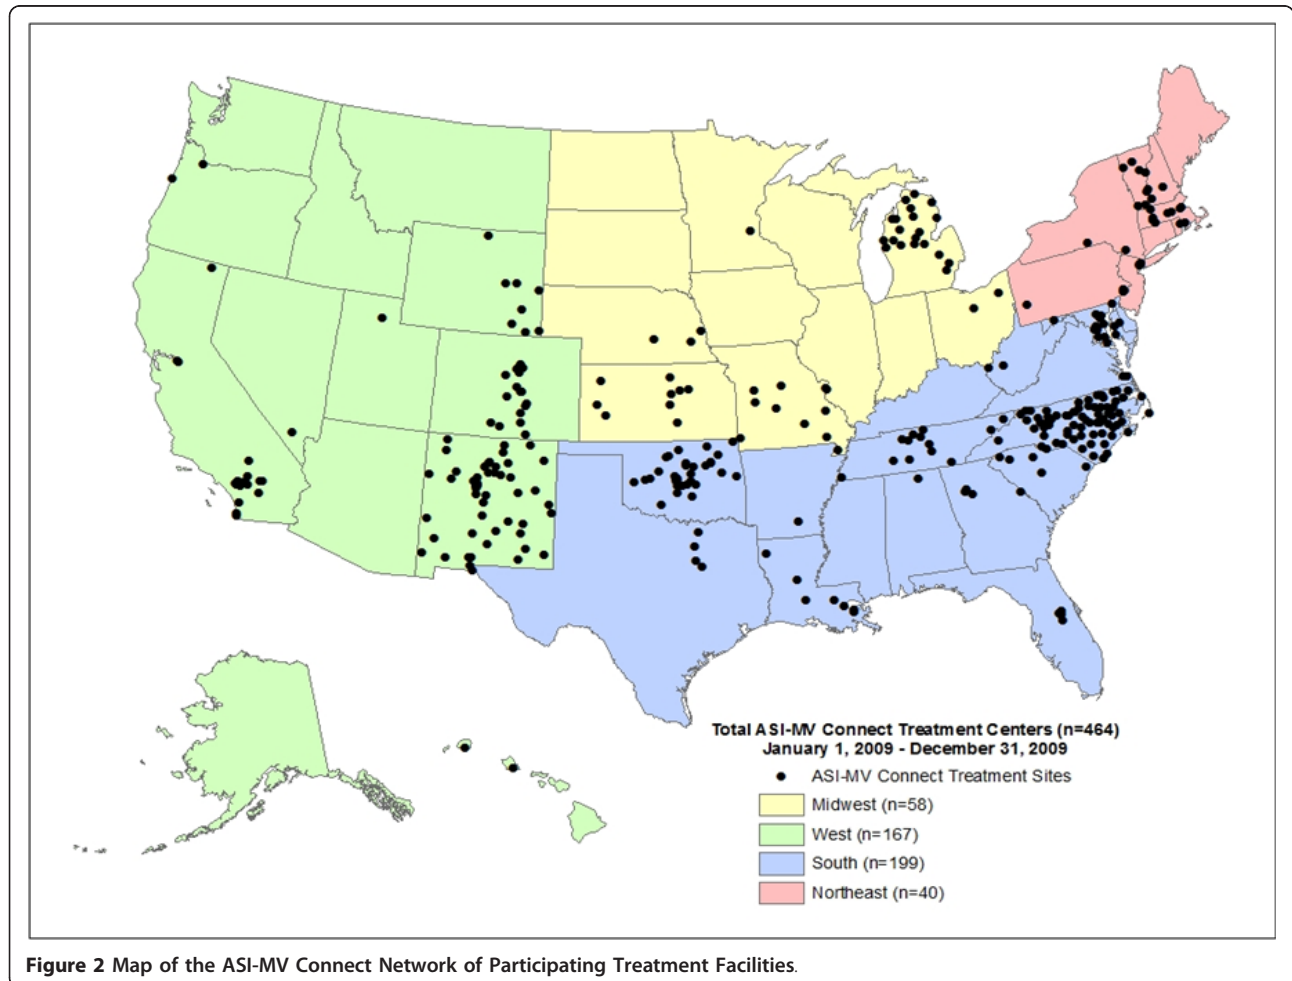 Total ASI-MV Connect Treatment Centers (n=464)
January 1, 2009 - December 31, 2009
ASI-MV Connect Treatment Sites
Midwest (n=58)
West (n=167)
South (n=199)
Northeast (n=40)
Figure 2 Map of the ASI-MV Connect Network of Participating Treatment Facilities.